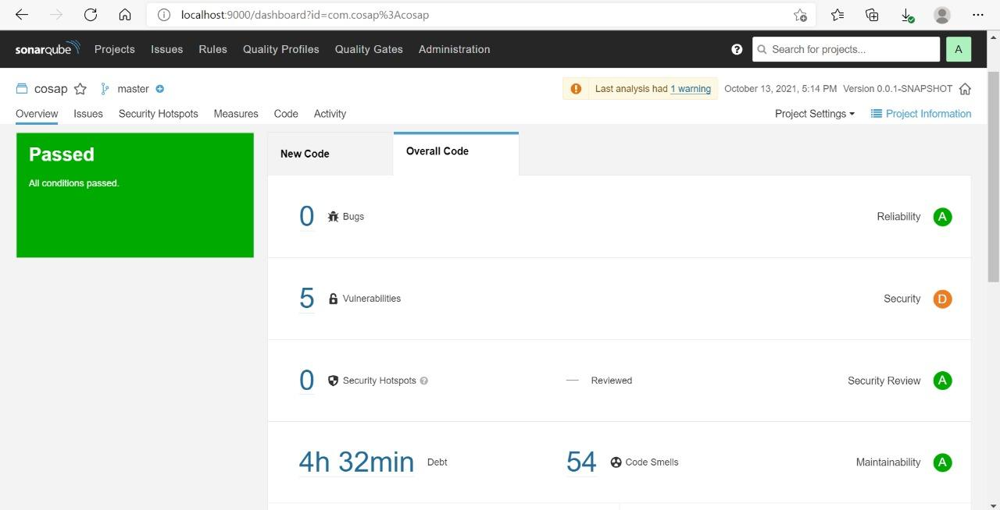 localhost:9000/dashboard?id=com.cosap%3Acosap
sonarqube Projects Issues Rules Quality Profiles Quality Gates Administration Search for projects... A
cosap master Last analysis had 1 warning October 13, 2021, 5:14 PM Version 0.0.1-SNAPSHOT
Overview Issues Security Hotspots Measures Code Activity Project Settings Project Information
Passed
All conditions passed.
New Code Overall Code
0 Bugs Reliability A
5 Vulnerabilities Security D
0 Security Hotspots — Reviewed Security Review A
4h 32min Debt 54 Code Smells Maintainability A